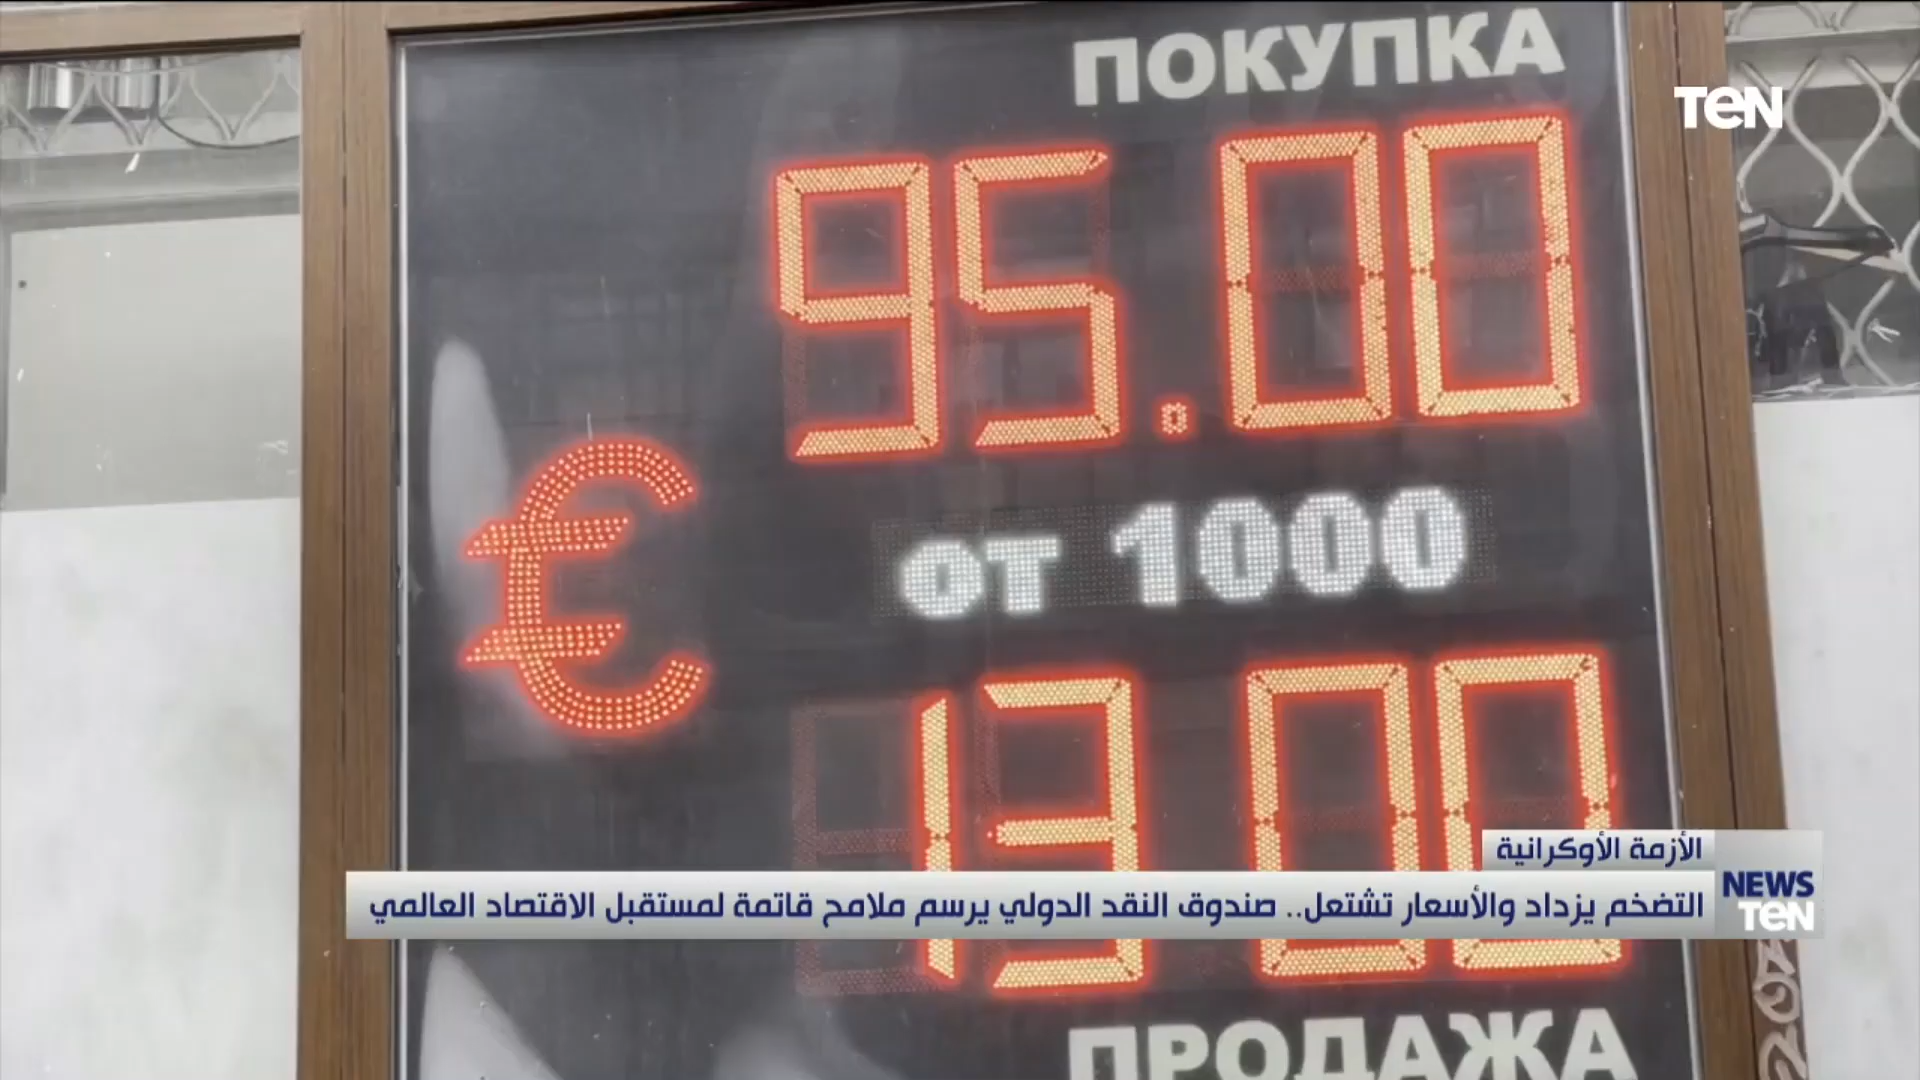 ПОКУПКА
TeN
95.00
€
от 1000
13.00
الأزمة الأوكرانية
التضخم يزداد والأسعار تشتعل.. صندوق النقد الدولي يرسم ملامح قاتمة لمستقبل الاقتصاد العالمي
NEWS
TeN
ПРОДАЖА